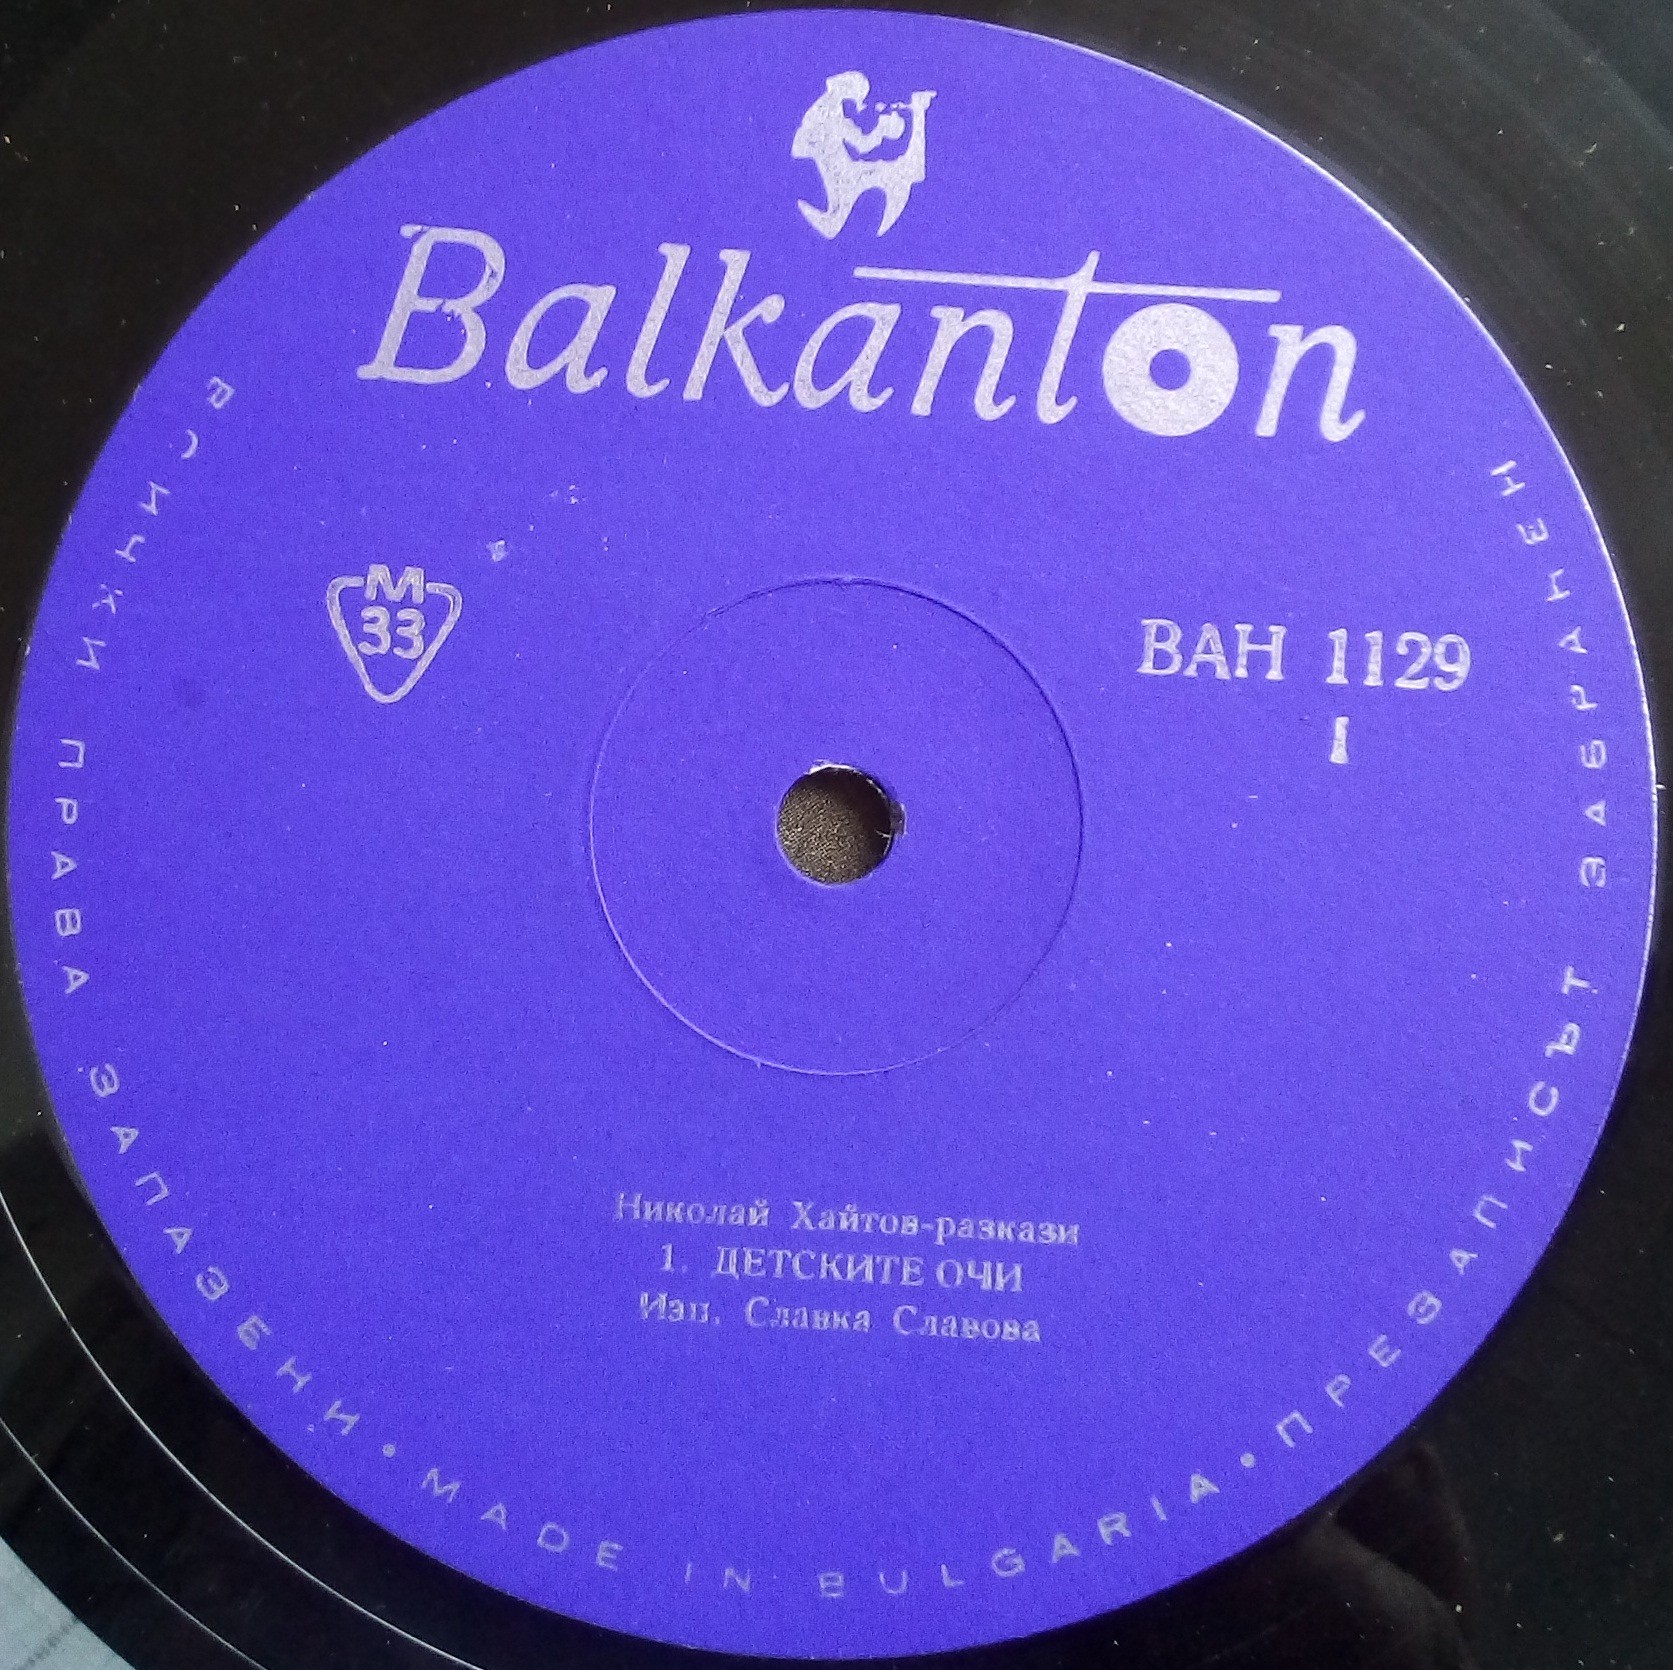 Balkanton
M
33
ВАН 1129
I
Николай Хайтов-разкази
1. ДЕТСКИТЕ ОЧИ
Изп. Славка Славова
ВСИЧКИ ПРАВА ЗАПАЗЕНИ • MADE IN BULGARIA • ПРЕЗАПИСЪТ ЗАБРАНЕН